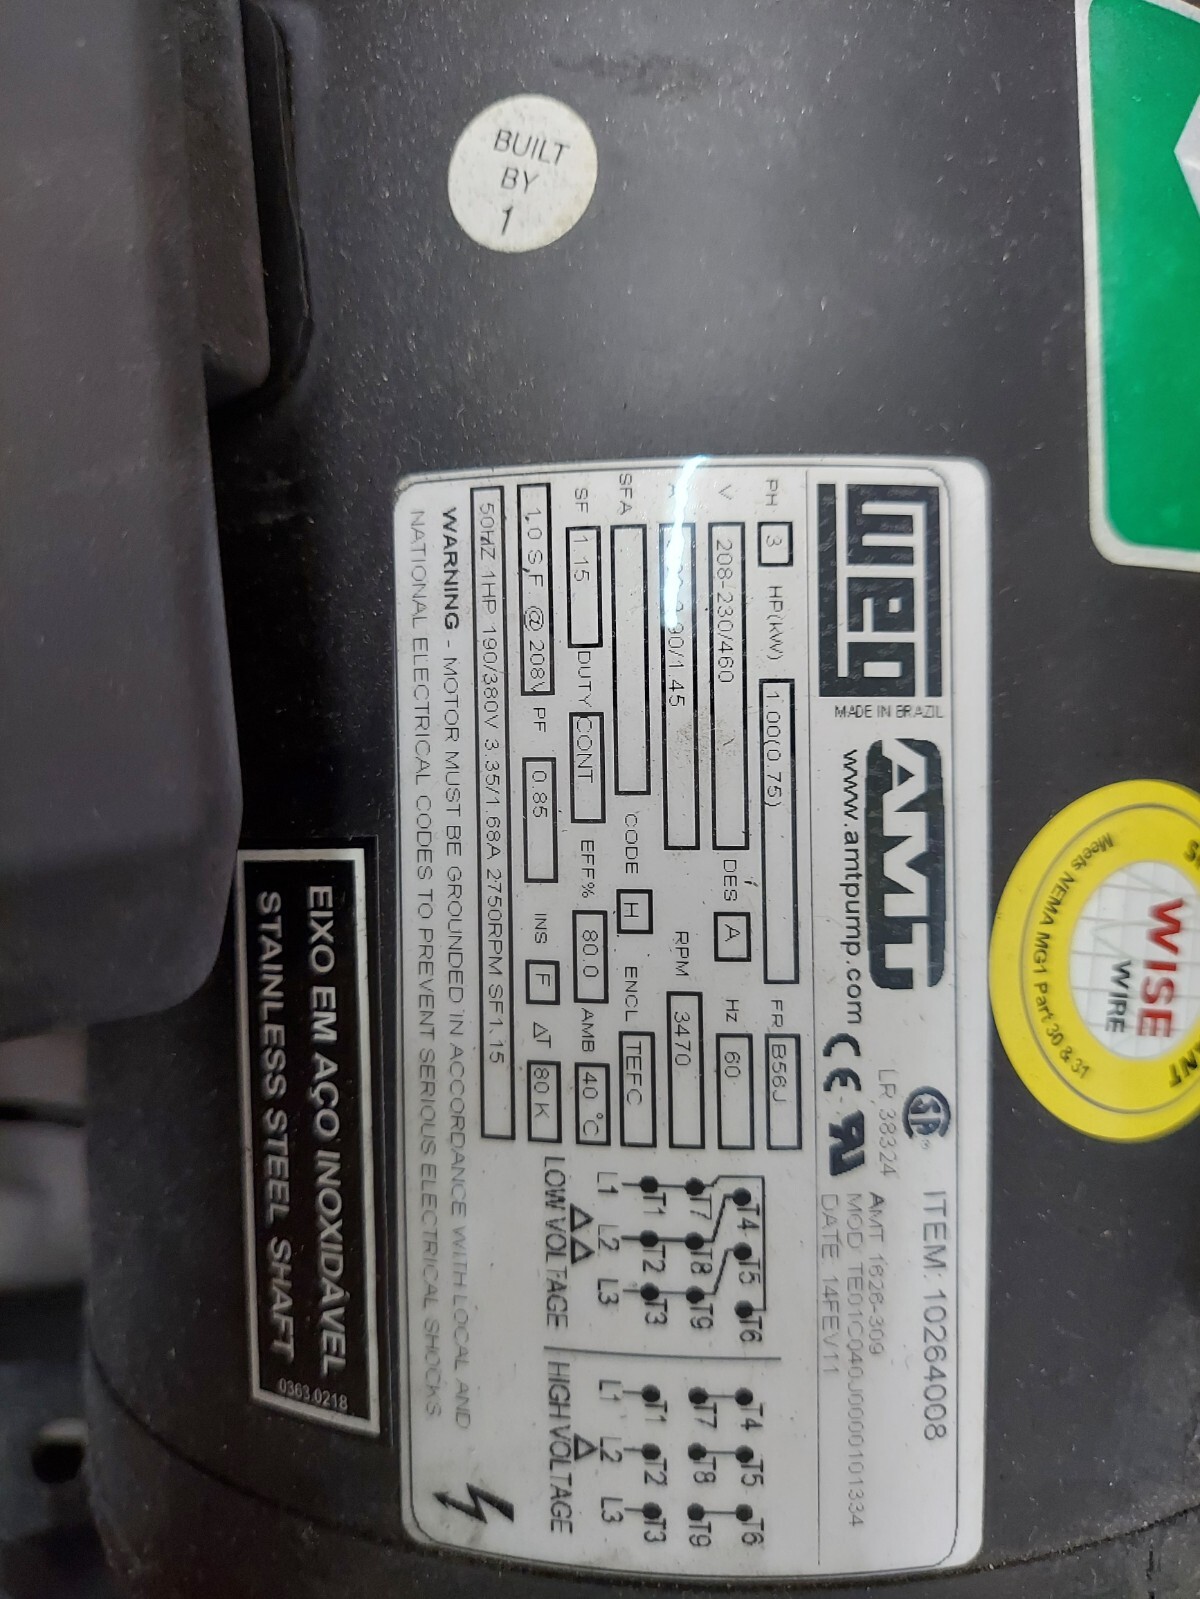 BUILT
BY
1
WEG
MADE IN BRAZIL
AMT
www.amtpump.com
LR 38324
ITEM: 10264008
AMT 1626-309
MOD TE01C040J0000101334
DATE 14FEV11
PH 3 HP(kW) 1.00(0.75) FR B56J
V 208-230/460 DES A Hz 60
90/1.45 RPM 3470
SFA CODE H ENCL TEFC
SF 1.15 DUTY CONT EFF% 80.0 AMB 40 °C
1.0 S.F @ 208V PF 0.85 INS F ΔT 80 K
50HZ 1HP 190/380V 3.35/1.68A 2750RPM SF1.15
WARNING - MOTOR MUST BE GROUNDED IN ACCORDANCE WITH LOCAL AND
NATIONAL ELECTRICAL CODES TO PREVENT SERIOUS ELECTRICAL SHOCKS
T4 T5 T6
T7 T8 T9
T1 T2 T3
L1 L2 L3
LOW VOLTAGE
T4 T5 T6
T7 T8 T9
T1 T2 T3
L1 L2 L3
HIGH VOLTAGE
WISE
WIRE
Meets NEMA MG1 Part 30 & 31
EIXO EM AÇO INOXIDÁVEL
STAINLESS STEEL SHAFT
0363.0218